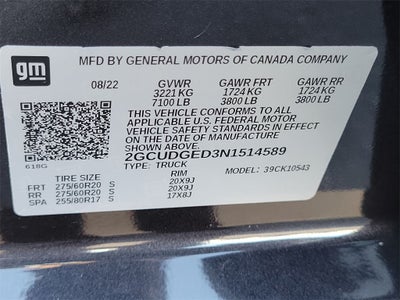 gm
MFD BY GENERAL MOTORS OF CANADA COMPANY
08/22 GVWR GAWR FRT GAWR RR
3221 KG 1724 KG 1724 KG
7100 LB 3800 LB 3800 LB
THIS VEHICLE CONFORMS TO ALL
APPLICABLE U.S. FEDERAL MOTOR
VEHICLE SAFETY AND THEFT
PREVENTION STANDARDS IN EFFECT
ON THE DATE OF MANUFACTURE
SHOWN ABOVE.
2GCUDGED3N1514589
618G TYPE: TRUCK
MODEL: 39CK10543
TIRE SIZE RIM
FRT 275/60R20 S 20X9J
RR 275/60R20 S 20X9J
SPA 255/80R17 S 17X8J